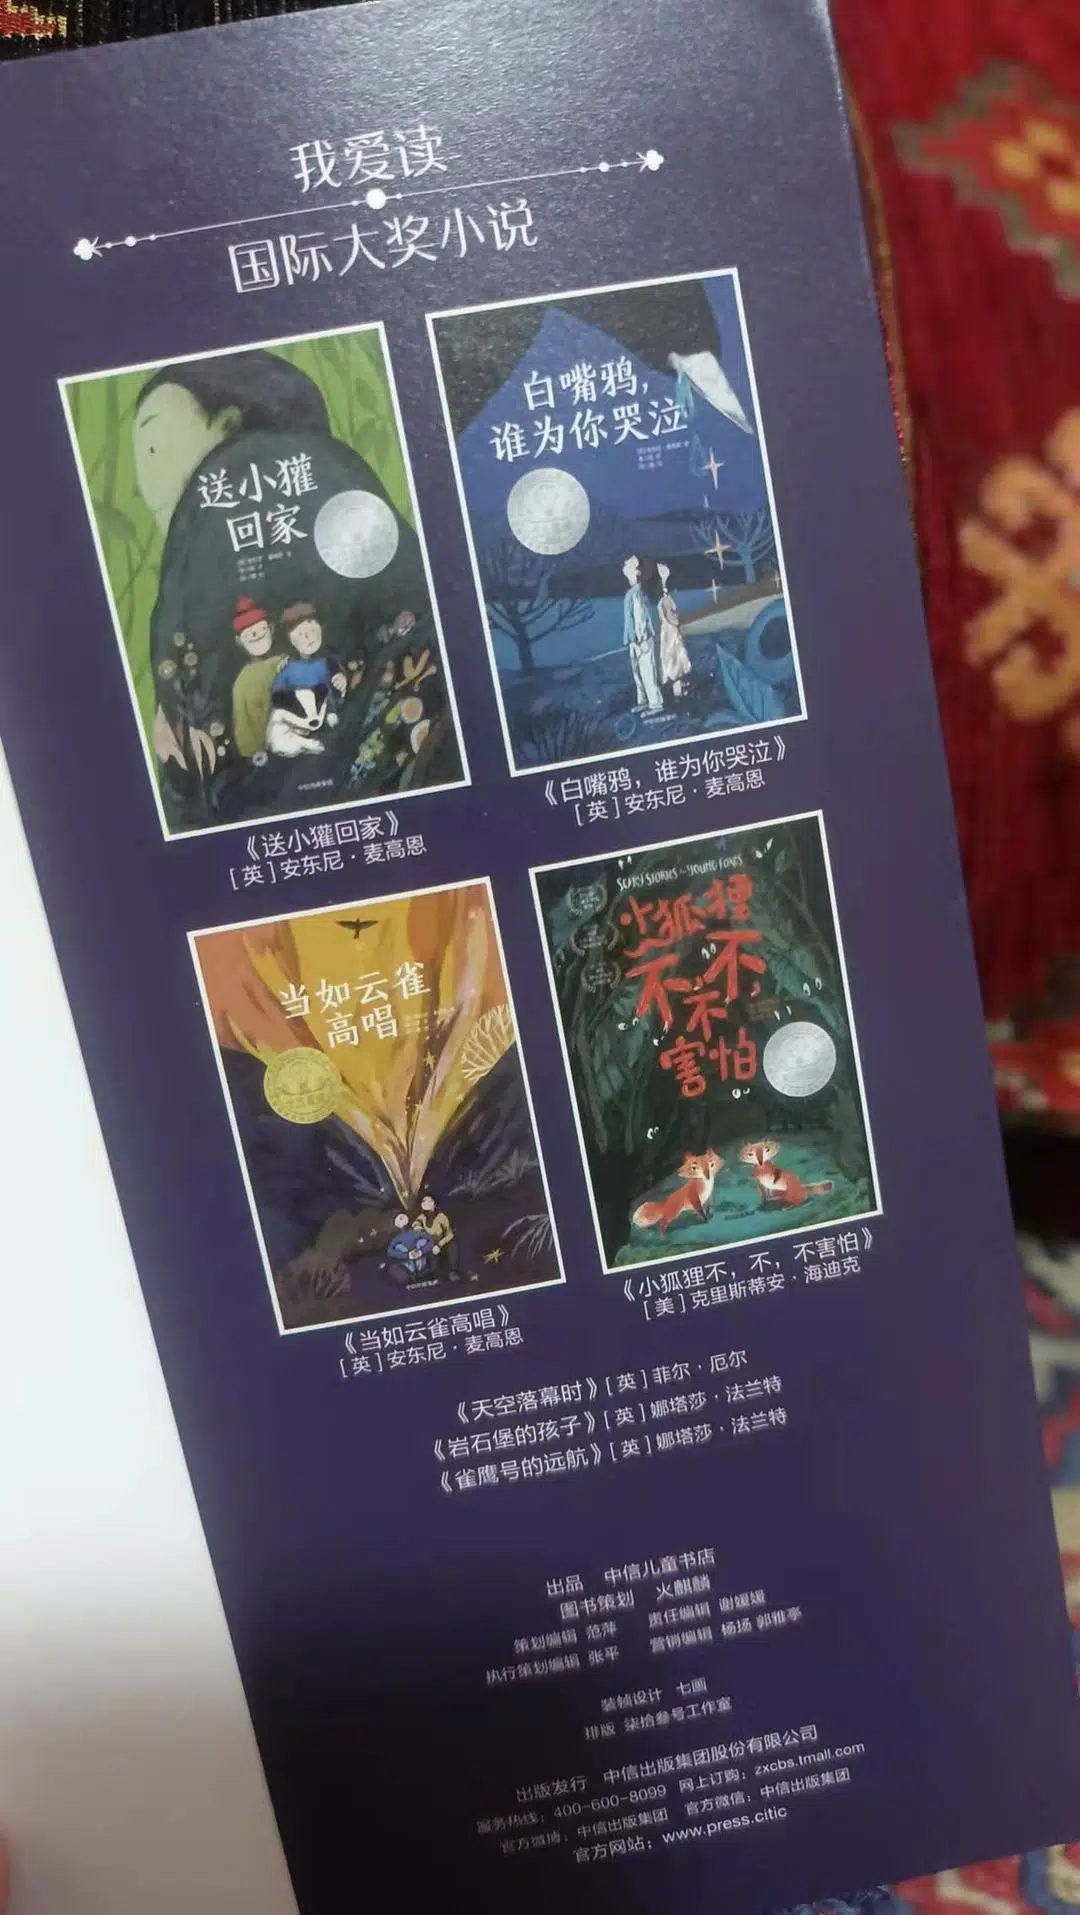 我爱读
国际大奖小说
送小獾
回家
白嘴鸦，
谁为你哭泣
《送小獾回家》
[英]安东尼·麦高恩
《白嘴鸦，谁为你哭泣》
[英]安东尼·麦高恩
当如云雀
高唱
SCARY STORIES for YOUNG FOXES
小狐狸
不，不，不
害怕
《当如云雀高唱》
[英]安东尼·麦高恩
《小狐狸不，不，不害怕》
[美]克里斯蒂安·海迪克
《天空落幕时》[英]菲尔·厄尔
《岩石堡的孩子》[英]娜塔莎·法兰特
《雀鹰号的远航》[英]娜塔莎·法兰特
出品 中信儿童书店
图书策划 火麒麟
策划编辑 范萍 责任编辑 谢媛媛
执行策划编辑 张平 营销编辑 杨扬 郭雅亭
装帧设计 七画
排版 柒拾叁号工作室
出版发行 中信出版集团股份有限公司
服务热线：400-600-8099 网上订购：zxcbs.tmall.com
官方微博：中信出版集团 官方微信：中信出版集团
官方网站：www.press.citic